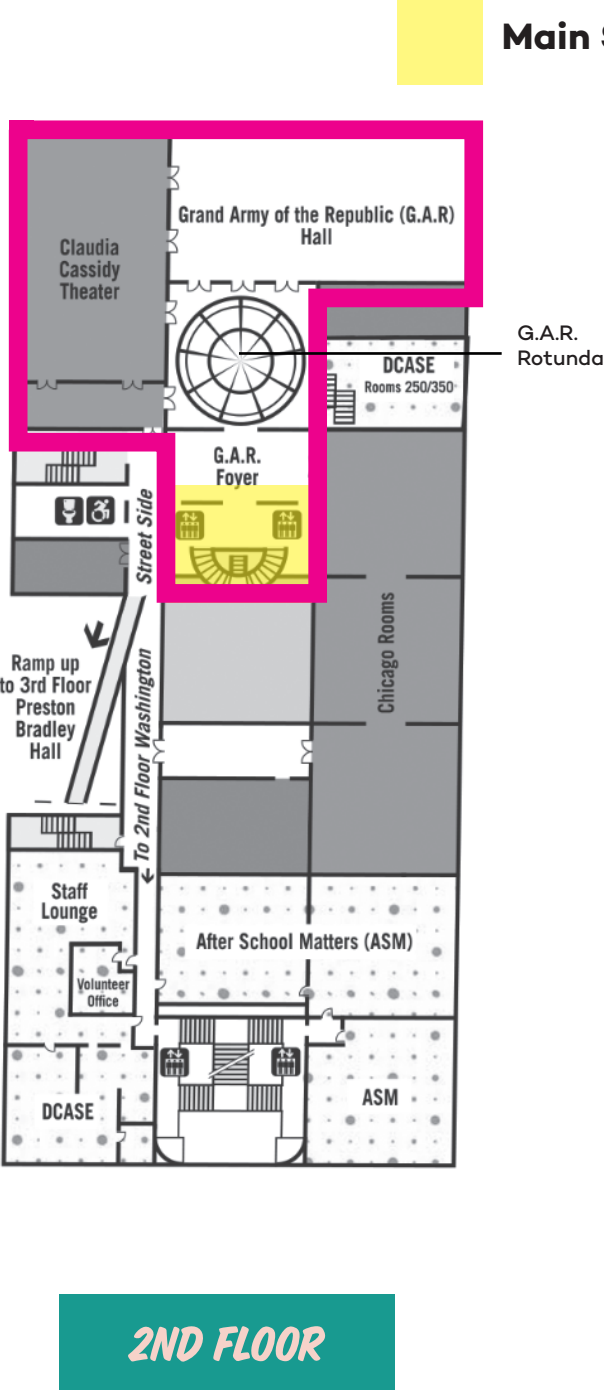 Main
Grand Army of the Republic (G.A.R)
Hall
Claudia
Cassidy
Theater
G.A.R.
Rotunda
DCASE
Rooms 250/350
G.A.R.
Foyer
Street Side
Chicago Rooms
Ramp up
to 3rd Floor
Preston
Bradley
Hall
To 2nd Floor Washington
Staff
Lounge
After School Matters (ASM)
Volunteer
Office
DCASE
ASM
2ND FLOOR